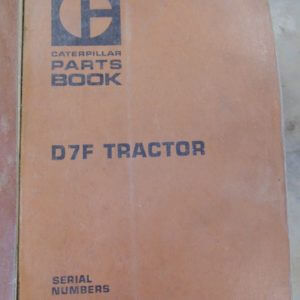 CATERPILLAR
PARTS
BOOK
D7F TRACTOR
SERIAL
NUMBERS